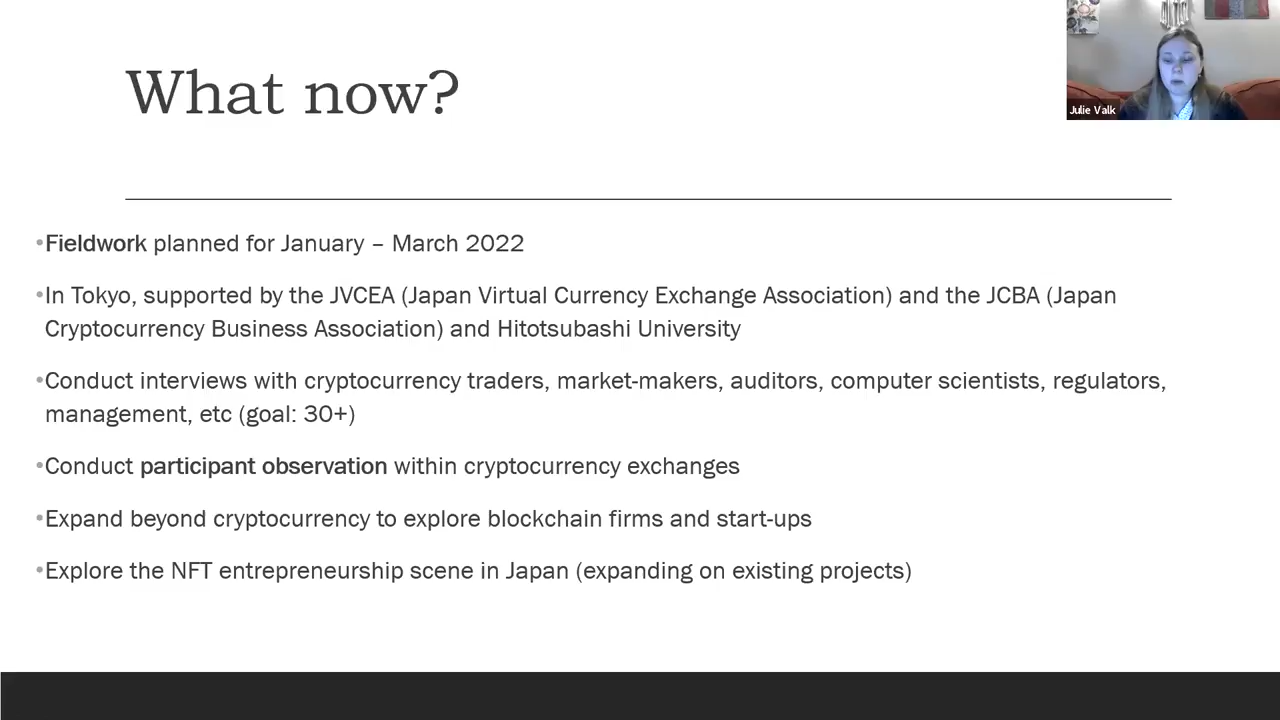 What now?
Julie Valk
•Fieldwork planned for January – March 2022
•In Tokyo, supported by the JVCEA (Japan Virtual Currency Exchange Association) and the JCBA (Japan
Cryptocurrency Business Association) and Hitotsubashi University
•Conduct interviews with cryptocurrency traders, market-makers, auditors, computer scientists, regulators,
management, etc (goal: 30+)
•Conduct participant observation within cryptocurrency exchanges
•Expand beyond cryptocurrency to explore blockchain firms and start-ups
•Explore the NFT entrepreneurship scene in Japan (expanding on existing projects)